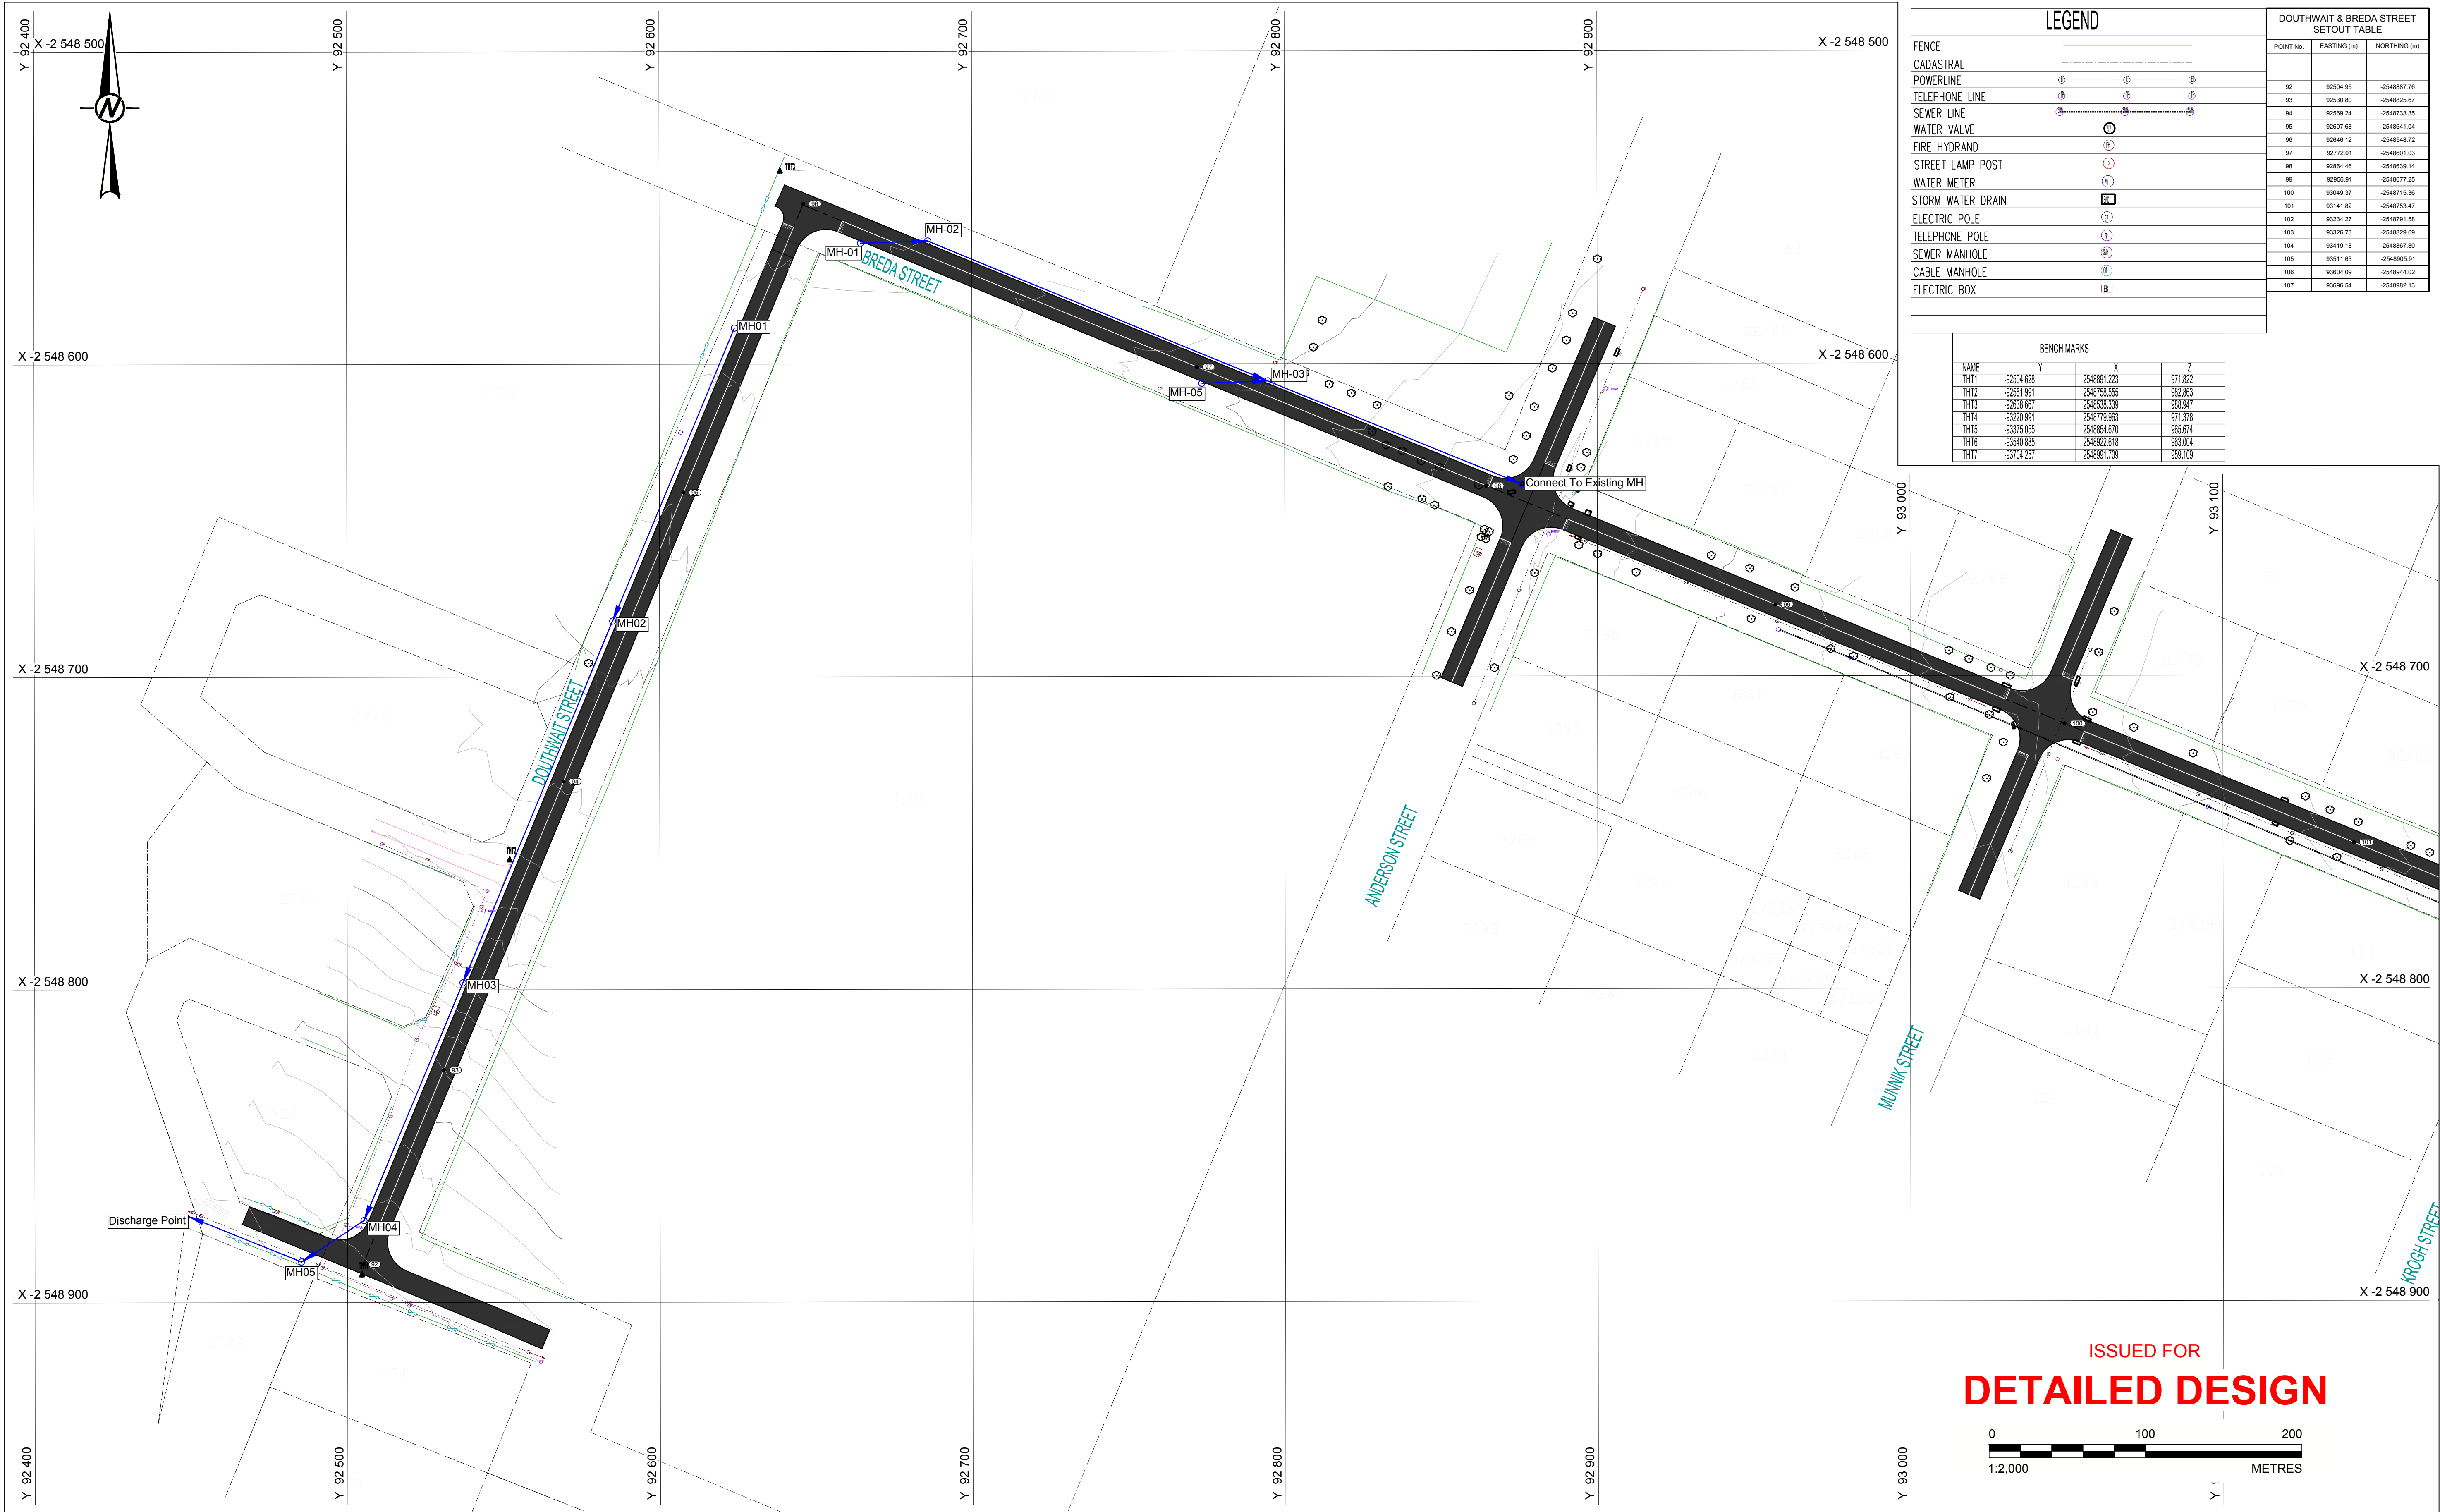 Y 92 400
Y 92 500
Y 92 600
Y 92 700
Y 92 800
Y 92 900
X -2 548 500
X -2 548 500
N
LEGEND
FENCE
CADASTRAL
POWERLINE
TELEPHONE LINE
SEWER LINE
WATER VALVE
FIRE HYDRAND
STREET LAMP POST
WATER METER
STORM WATER DRAIN
ELECTRIC POLE
TELEPHONE POLE
SEWER MANHOLE
CABLE MANHOLE
ELECTRIC BOX
DOUTHWAIT & BREDA STREET
SETOUT TABLE
POINT No. EASTING (m) NORTHING (m)
92 92504.95 -2548887.76
93 92530.80 -2548825.67
94 92569.24 -2548733.35
95 92607.68 -2548641.04
96 92646.12 -2548548.72
97 92772.01 -2548601.03
98 92864.46 -2548639.14
99 92956.91 -2548677.25
100 93049.37 -2548715.36
101 93141.82 -2548753.47
102 93234.27 -2548791.58
103 93326.73 -2548829.69
104 93419.18 -2548867.80
105 93511.63 -2548905.91
106 93604.09 -2548944.02
107 93696.54 -2548982.13
BENCH MARKS
NAME Y X Z
THT1 -92504.628 2548891.223 971.822
THT2 -92551.991 2548758.555 982.863
THT3 -92638.667 2548538.339 988.947
THT4 -93220.991 2548779.963 971.378
THT5 -93375.055 2548854.670 965.674
THT6 -93540.885 2548922.618 963.004
THT7 -93704.257 2548991.709 959.109
THT3
96
MH-02
MH-01
BREDA STREET
MH01
X -2 548 600
X -2 548 600
97
MH-03
MH-05
95
98
Connect To Existing MH
Y 93 000
Y 93 100
99
MH02
X -2 548 700
X -2 548 700
DOUTHWAIT STREET
100
94
THT2
101
ANDERSON STREET
X -2 548 800
X -2 548 800
MH03
93
MUNNIK STREET
Discharge Point
MH04
MH05
92
KROGH STREET
X -2 548 900
X -2 548 900
ISSUED FOR
DETAILED DESIGN
0 100 200
1:2,000 METRES
Y 92 400
Y 92 500
Y 92 600
Y 92 700
Y 92 800
Y 92 900
Y 93 000